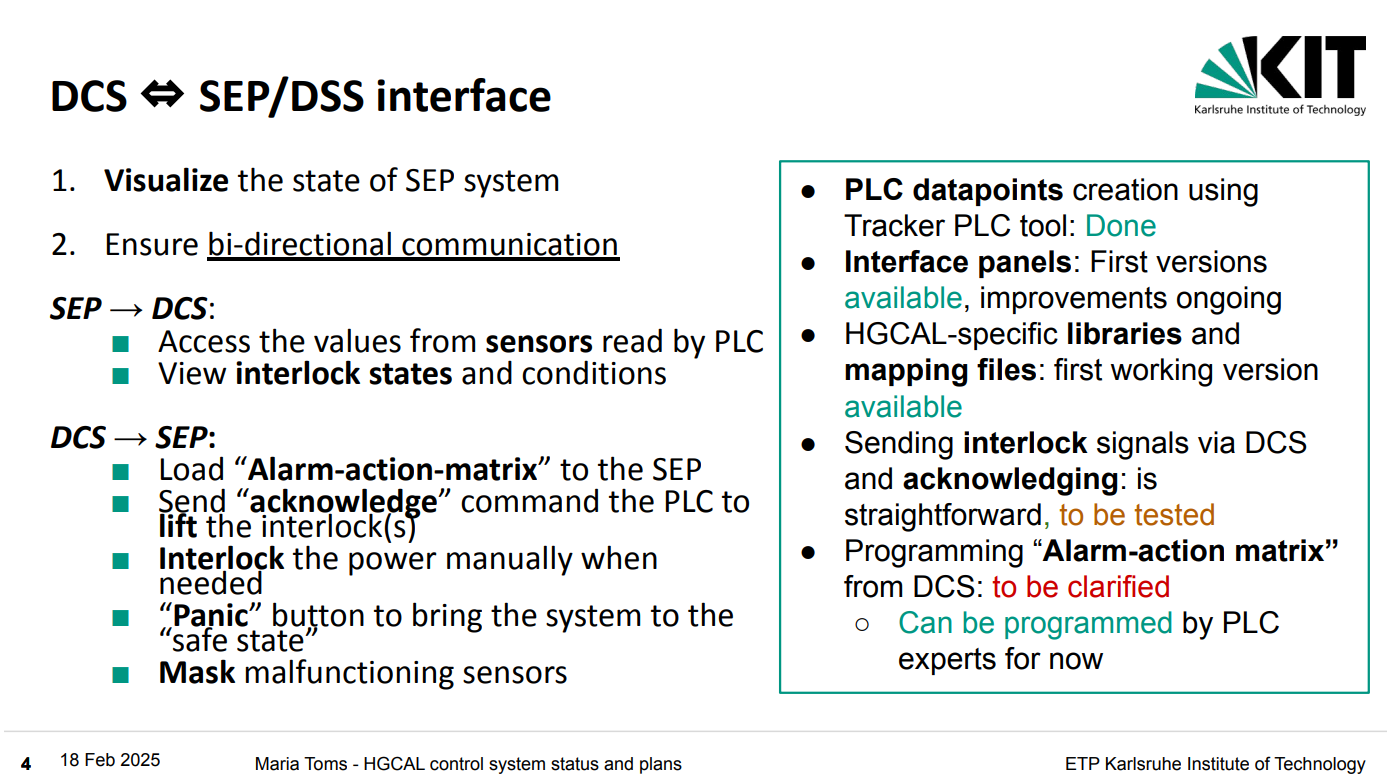 DCS ⇔ SEP/DSS interface
KIT
Karlsruhe Institute of Technology
1. Visualize the state of SEP system
2. Ensure bi-directional communication
SEP → DCS:
■ Access the values from sensors read by PLC
■ View interlock states and conditions
DCS → SEP:
■ Load “Alarm-action-matrix” to the SEP
■ Send “acknowledge” command the PLC to
lift the interlock(s)
■ Interlock the power manually when
needed
■ “Panic” button to bring the system to the
“safe state”
■ Mask malfunctioning sensors
● PLC datapoints creation using
Tracker PLC tool: Done
● Interface panels: First versions
available, improvements ongoing
● HGCAL-specific libraries and
mapping files: first working version
available
● Sending interlock signals via DCS
and acknowledging: is
straightforward, to be tested
● Programming “Alarm-action matrix”
from DCS: to be clarified
○ Can be programmed by PLC
experts for now
4 18 Feb 2025 Maria Toms - HGCAL control system status and plans ETP Karlsruhe Institute of Technology